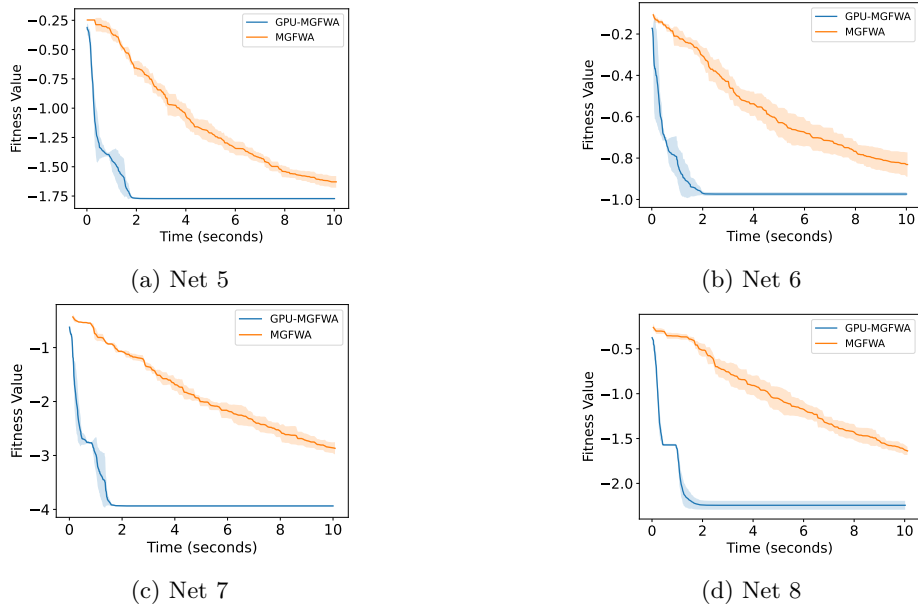 GPU-MGFWA
MGFWA
−0.25
−0.50
−0.75
−1.00
−1.25
−1.50
−1.75
Fitness Value
0 2 4 6 8 10
Time (seconds)
(a) Net 5
GPU-MGFWA
MGFWA
−0.2
−0.4
−0.6
−0.8
−1.0
Fitness Value
0 2 4 6 8 10
Time (seconds)
(b) Net 6
GPU-MGFWA
MGFWA
−1
−2
−3
−4
Fitness Value
0 2 4 6 8 10
Time (seconds)
(c) Net 7
GPU-MGFWA
MGFWA
−0.5
−1.0
−1.5
−2.0
Fitness Value
0 2 4 6 8 10
Time (seconds)
(d) Net 8